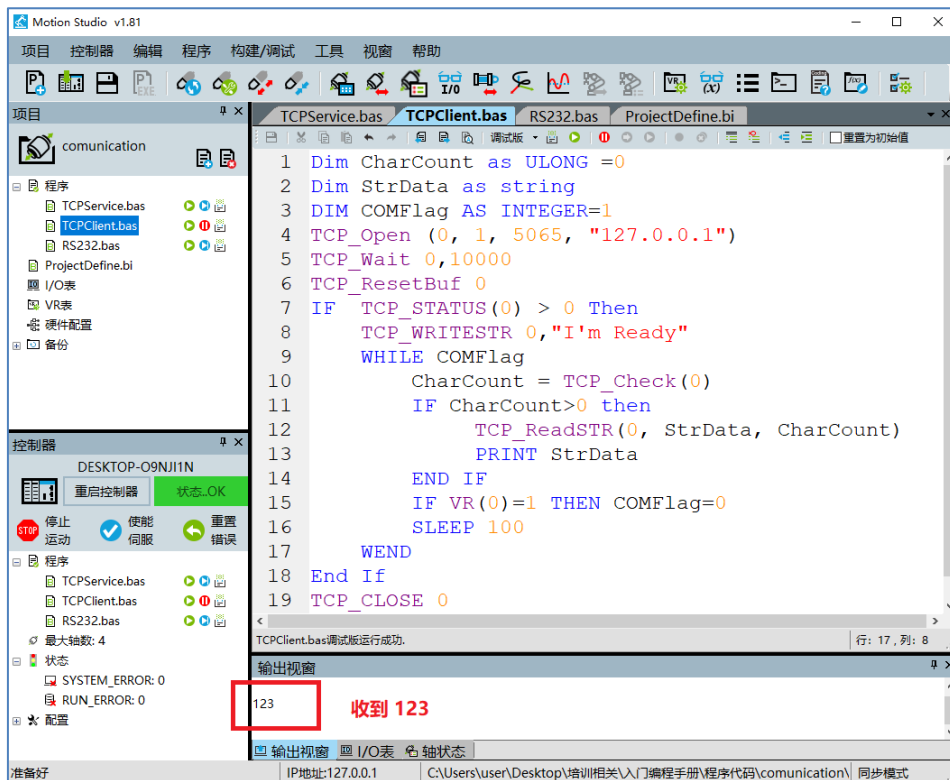 Motion Studio v1.81
项目 控制器 编辑 程序 构建/调试 工具 视窗 帮助
项目
comunication
程序
TCPService.bas
TCPClient.bas
RS232.bas
ProjectDefine.bi
I/O表
VR表
硬件配置
备份
控制器
DESKTOP-O9NJI1N
重启控制器 状态..OK
STOP 停止运动 使能伺服 重置错误
程序
TCPService.bas
TCPClient.bas
RS232.bas
最大轴数: 4
状态
SYSTEM_ERROR: 0
RUN_ERROR: 0
配置
TCPService.bas TCPClient.bas RS232.bas ProjectDefine.bi
调试版 重置为初始值
1 Dim CharCount as ULONG =0
2 Dim StrData as string
3 DIM COMFlag AS INTEGER=1
4 TCP_Open (0, 1, 5065, "127.0.0.1")
5 TCP_Wait 0,10000
6 TCP_ResetBuf 0
7 IF TCP_STATUS(0) > 0 Then
8 TCP_WRITESTR 0,"I'm Ready"
9 WHILE COMFlag
10 CharCount = TCP_Check(0)
11 IF CharCount>0 then
12 TCP_ReadSTR(0, StrData, CharCount)
13 PRINT StrData
14 END IF
15 IF VR(0)=1 THEN COMFlag=0
16 SLEEP 100
17 WEND
18 End If
19 TCP_CLOSE 0
TCPClient.bas调试版运行成功. 行: 17 , 列: 8
输出视窗
123
收到 123
输出视窗 I/O表 轴状态
准备好 IP地址:127.0.0.1 C:\Users\user\Desktop\培训相关\入门编程手册\程序代码\comunication\ 同步模式